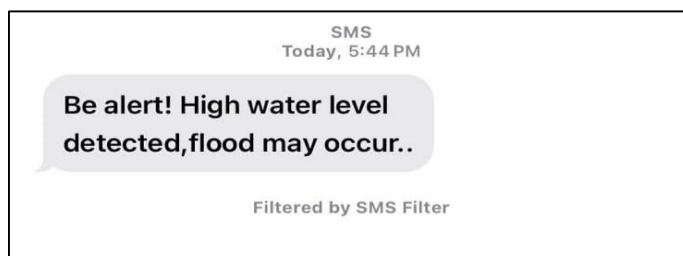 SMS
Today, 5:44 PM
Be alert! High water level
detected,flood may occur..
Filtered by SMS Filter